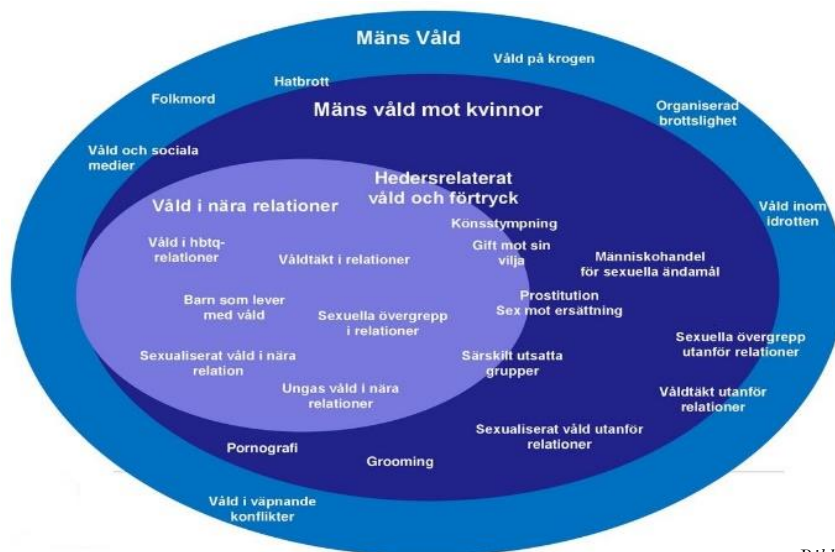 Mäns Våld
Våld på krogen
Hatbrott
Folkmord
Mäns våld mot kvinnor
Organiserad
brottslighet
Våld och sociala
medier
Hedersrelaterat
våld och förtryck
Våld i nära relationer
Våld inom
idrotten
Könsstympning
Våld i hbtq-
relationer
Gift mot sin
vilja
Våldtäkt i relationer
Människohandel
för sexuella ändamål
Barn som lever
med våld
Prostitution
Sex mot ersättning
Sexuella övergrepp
i relationer
Sexuella övergrepp
utanför relationer
Sexualiserat våld i nära
relation
Särskilt utsatta
grupper
Ungas våld i nära
relationer
Våldtäkt utanför
relationer
Sexualiserat våld utanför
relationer
Pornografi
Grooming
Våld i väpnande
konflikter